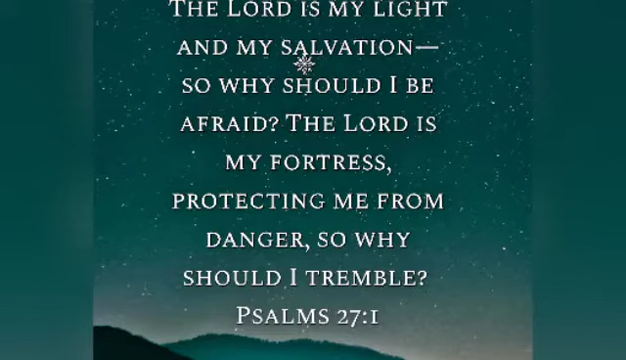 The Lord is my light
and my salvation—
so why should I be
afraid? The Lord is
my fortress,
protecting me from
danger, so why
should I tremble?
Psalms 27:1